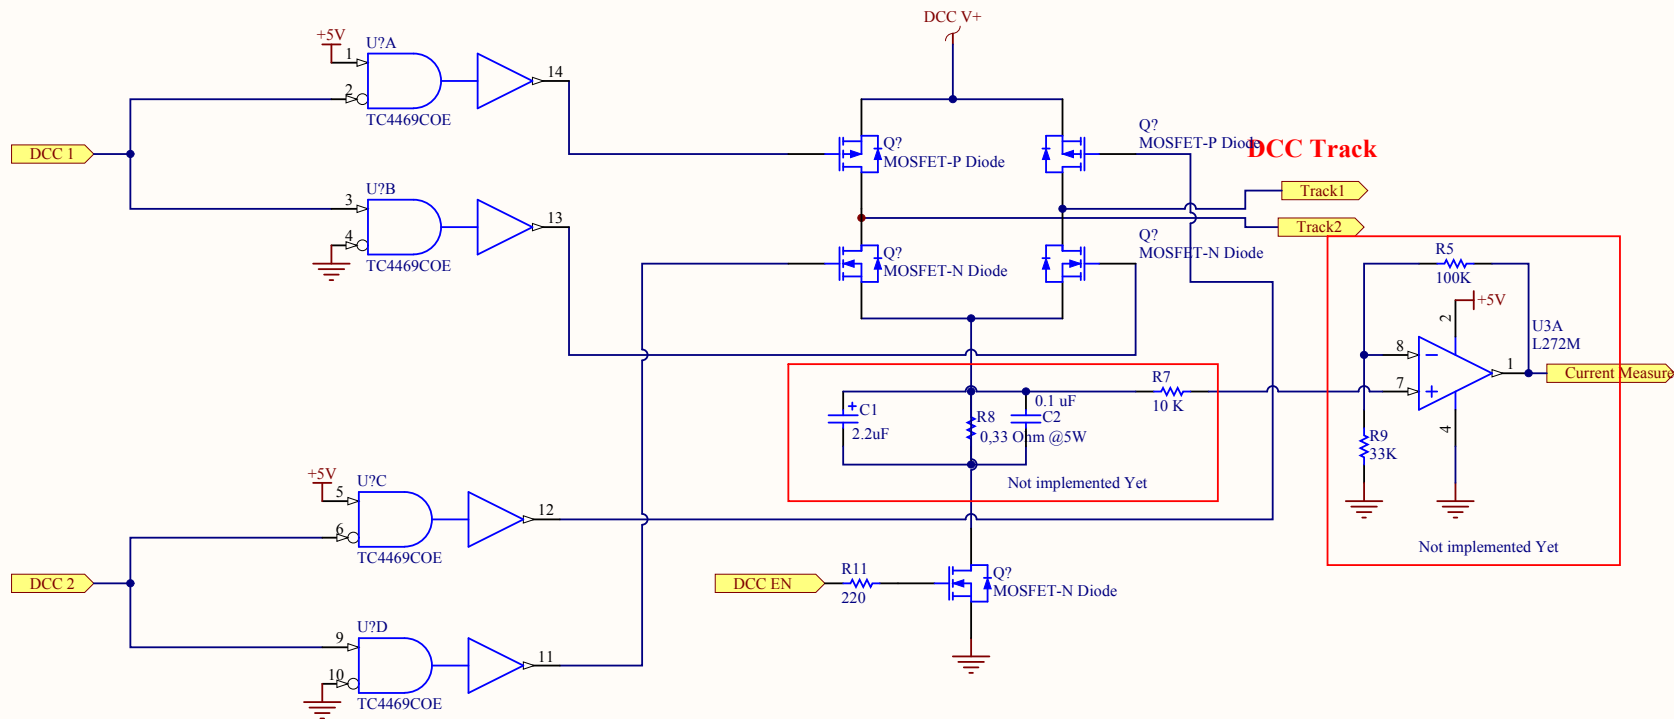 DCC V+
+5V
U?A
1
2
14
TC4469COE
DCC 1
Q?
MOSFET-P Diode
Q?
MOSFET-P Diode
DCC Track
U?B
3
4
13
TC4469COE
Track1
Track2
Q?
MOSFET-N Diode
Q?
MOSFET-N Diode
R5
100K
+5V
2
U3A
L272M
8
7
1
4
Current Measure
R9
33K
Not implemented Yet
C1
2.2uF
R8
0,33 Ohm @5W
0.1 uF
C2
R7
10 K
Not implemented Yet
+5V
U?C
5
6
12
TC4469COE
DCC 2
DCC EN
R11
220
Q?
MOSFET-N Diode
U?D
9
10
11
TC4469COE